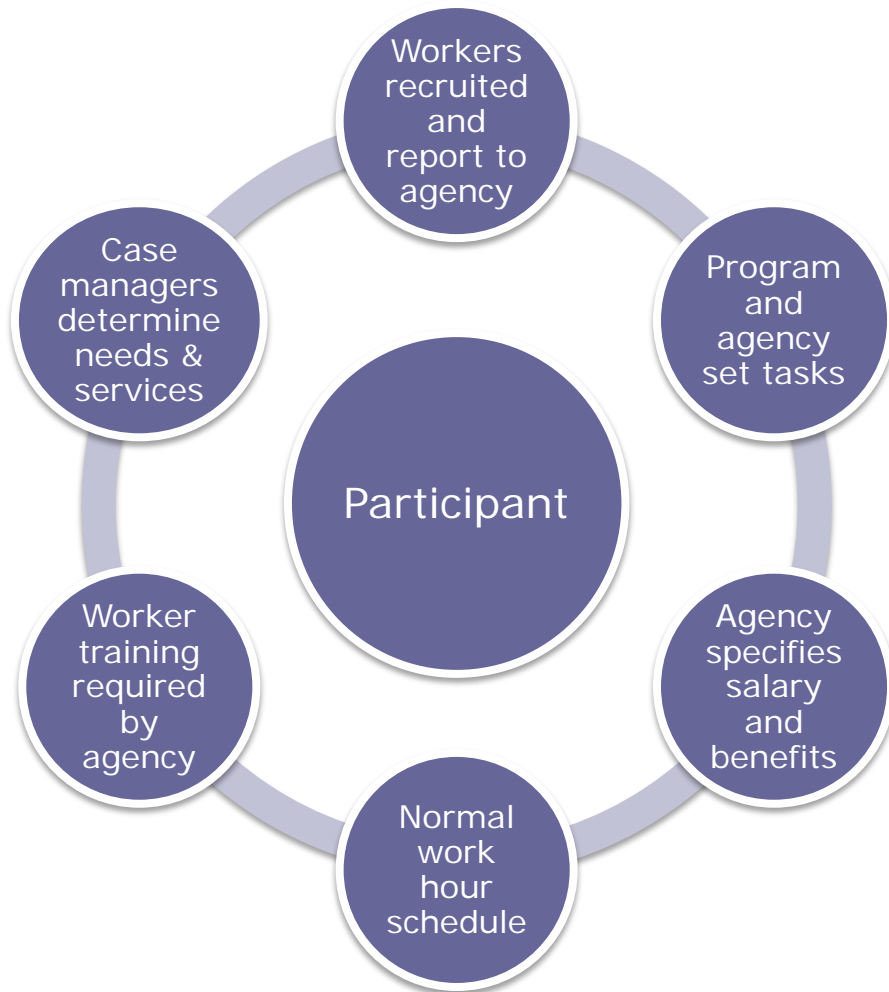 Workers
recruited
and
report to
agency
Program
and
agency
set tasks
Agency
specifies
salary
and
benefits
Normal
work
hour
schedule
Worker
training
required
by
agency
Case
managers
determine
needs &
services
Participant